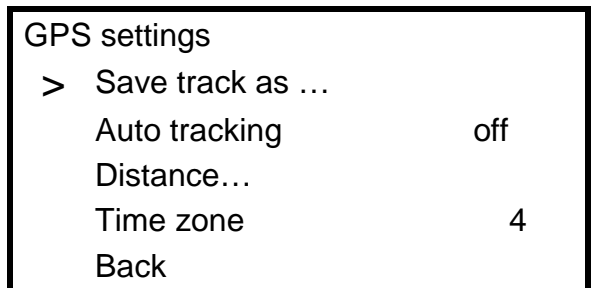 GPS settings
> Save track as …
Auto tracking off
Distance…
Time zone 4
Back